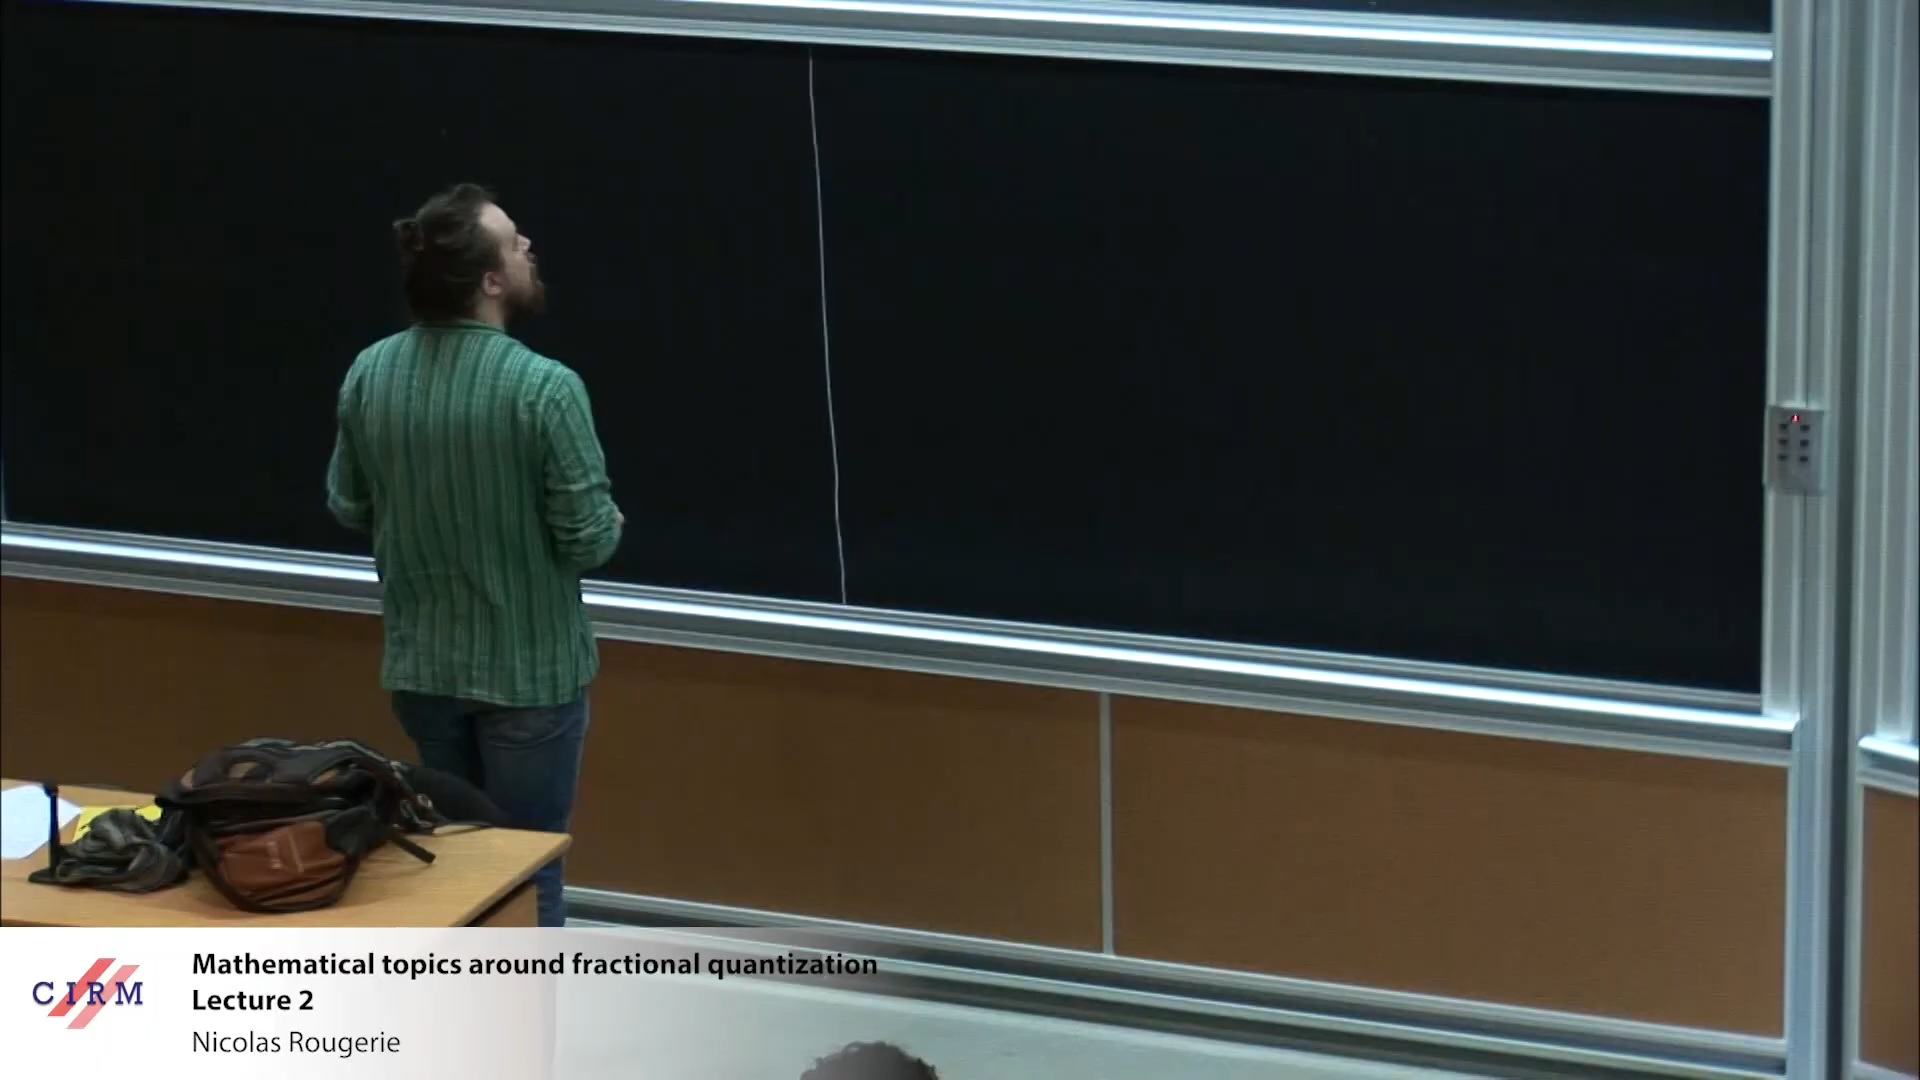 CIRM
Mathematical topics around fractional quantization
Lecture 2
Nicolas Rougerie